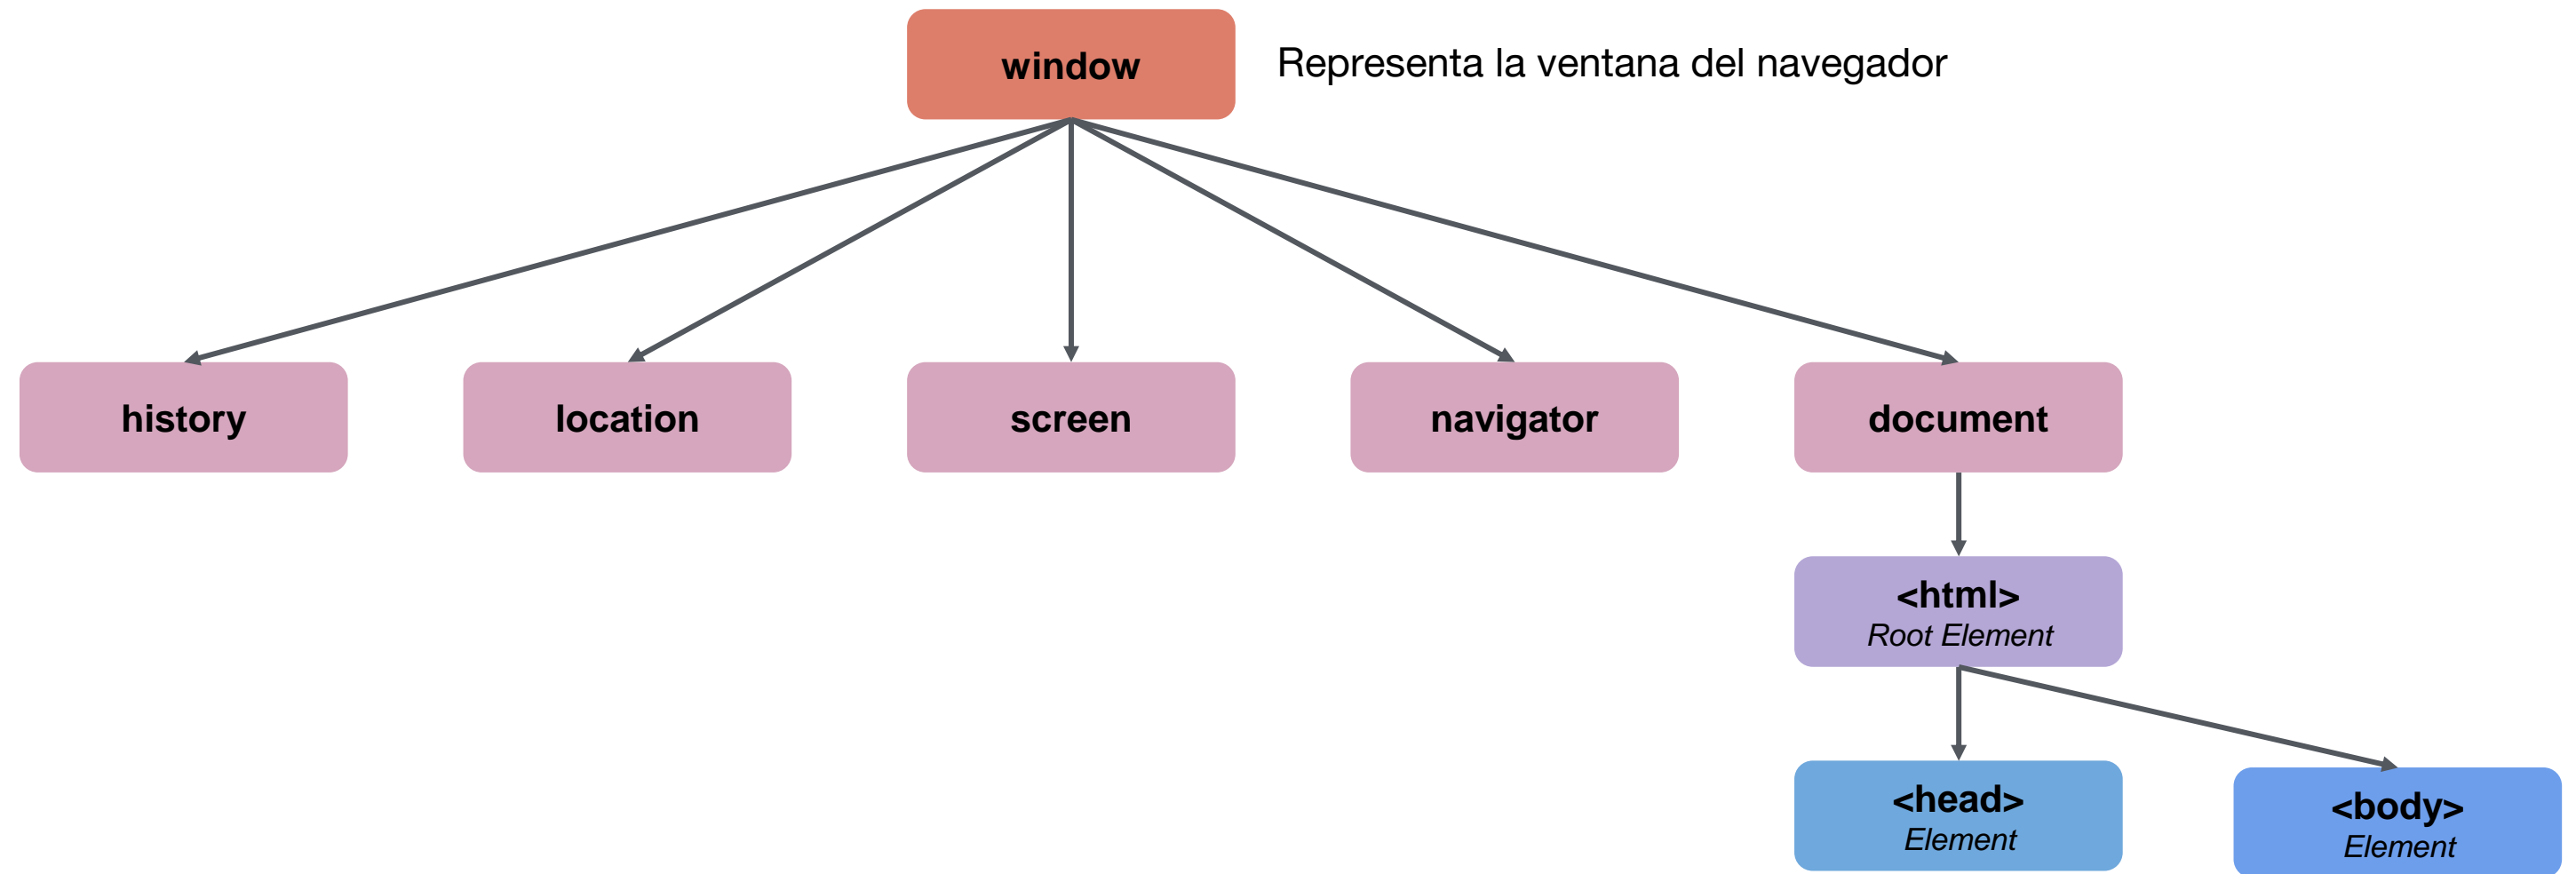 window
Representa la ventana del navegador
history
location
screen
navigator
document
<html>
Root Element
<head>
Element
<body>
Element